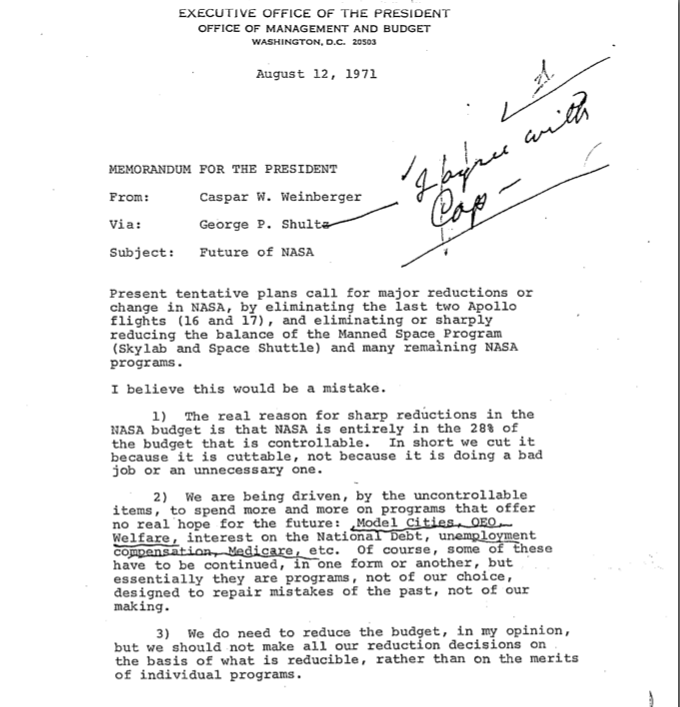 EXECUTIVE OFFICE OF THE PRESIDENT
OFFICE OF MANAGEMENT AND BUDGET
WASHINGTON, D.C. 20503
August 12, 1971
I agree with
Cap –
MEMORANDUM FOR THE PRESIDENT
From: Caspar W. Weinberger
Via: George P. Shultz
Subject: Future of NASA
Present tentative plans call for major reductions or
change in NASA, by eliminating the last two Apollo
flights (16 and 17), and eliminating or sharply
reducing the balance of the Manned Space Program
(Skylab and Space Shuttle) and many remaining NASA
programs.
I believe this would be a mistake.
1) The real reason for sharp reductions in the
NASA budget is that NASA is entirely in the 28% of
the budget that is controllable. In short we cut it
because it is cuttable, not because it is doing a bad
job or an unnecessary one.
2) We are being driven, by the uncontrollable
items, to spend more and more on programs that offer
no real hope for the future: Model Cities, OEO,
Welfare, interest on the National Debt, unemployment
compensation, Medicare, etc. Of course, some of these
have to be continued, in one form or another, but
essentially they are programs, not of our choice,
designed to repair mistakes of the past, not of our
making.
3) We do need to reduce the budget, in my opinion,
but we should not make all our reduction decisions on
the basis of what is reducible, rather than on the merits
of individual programs.